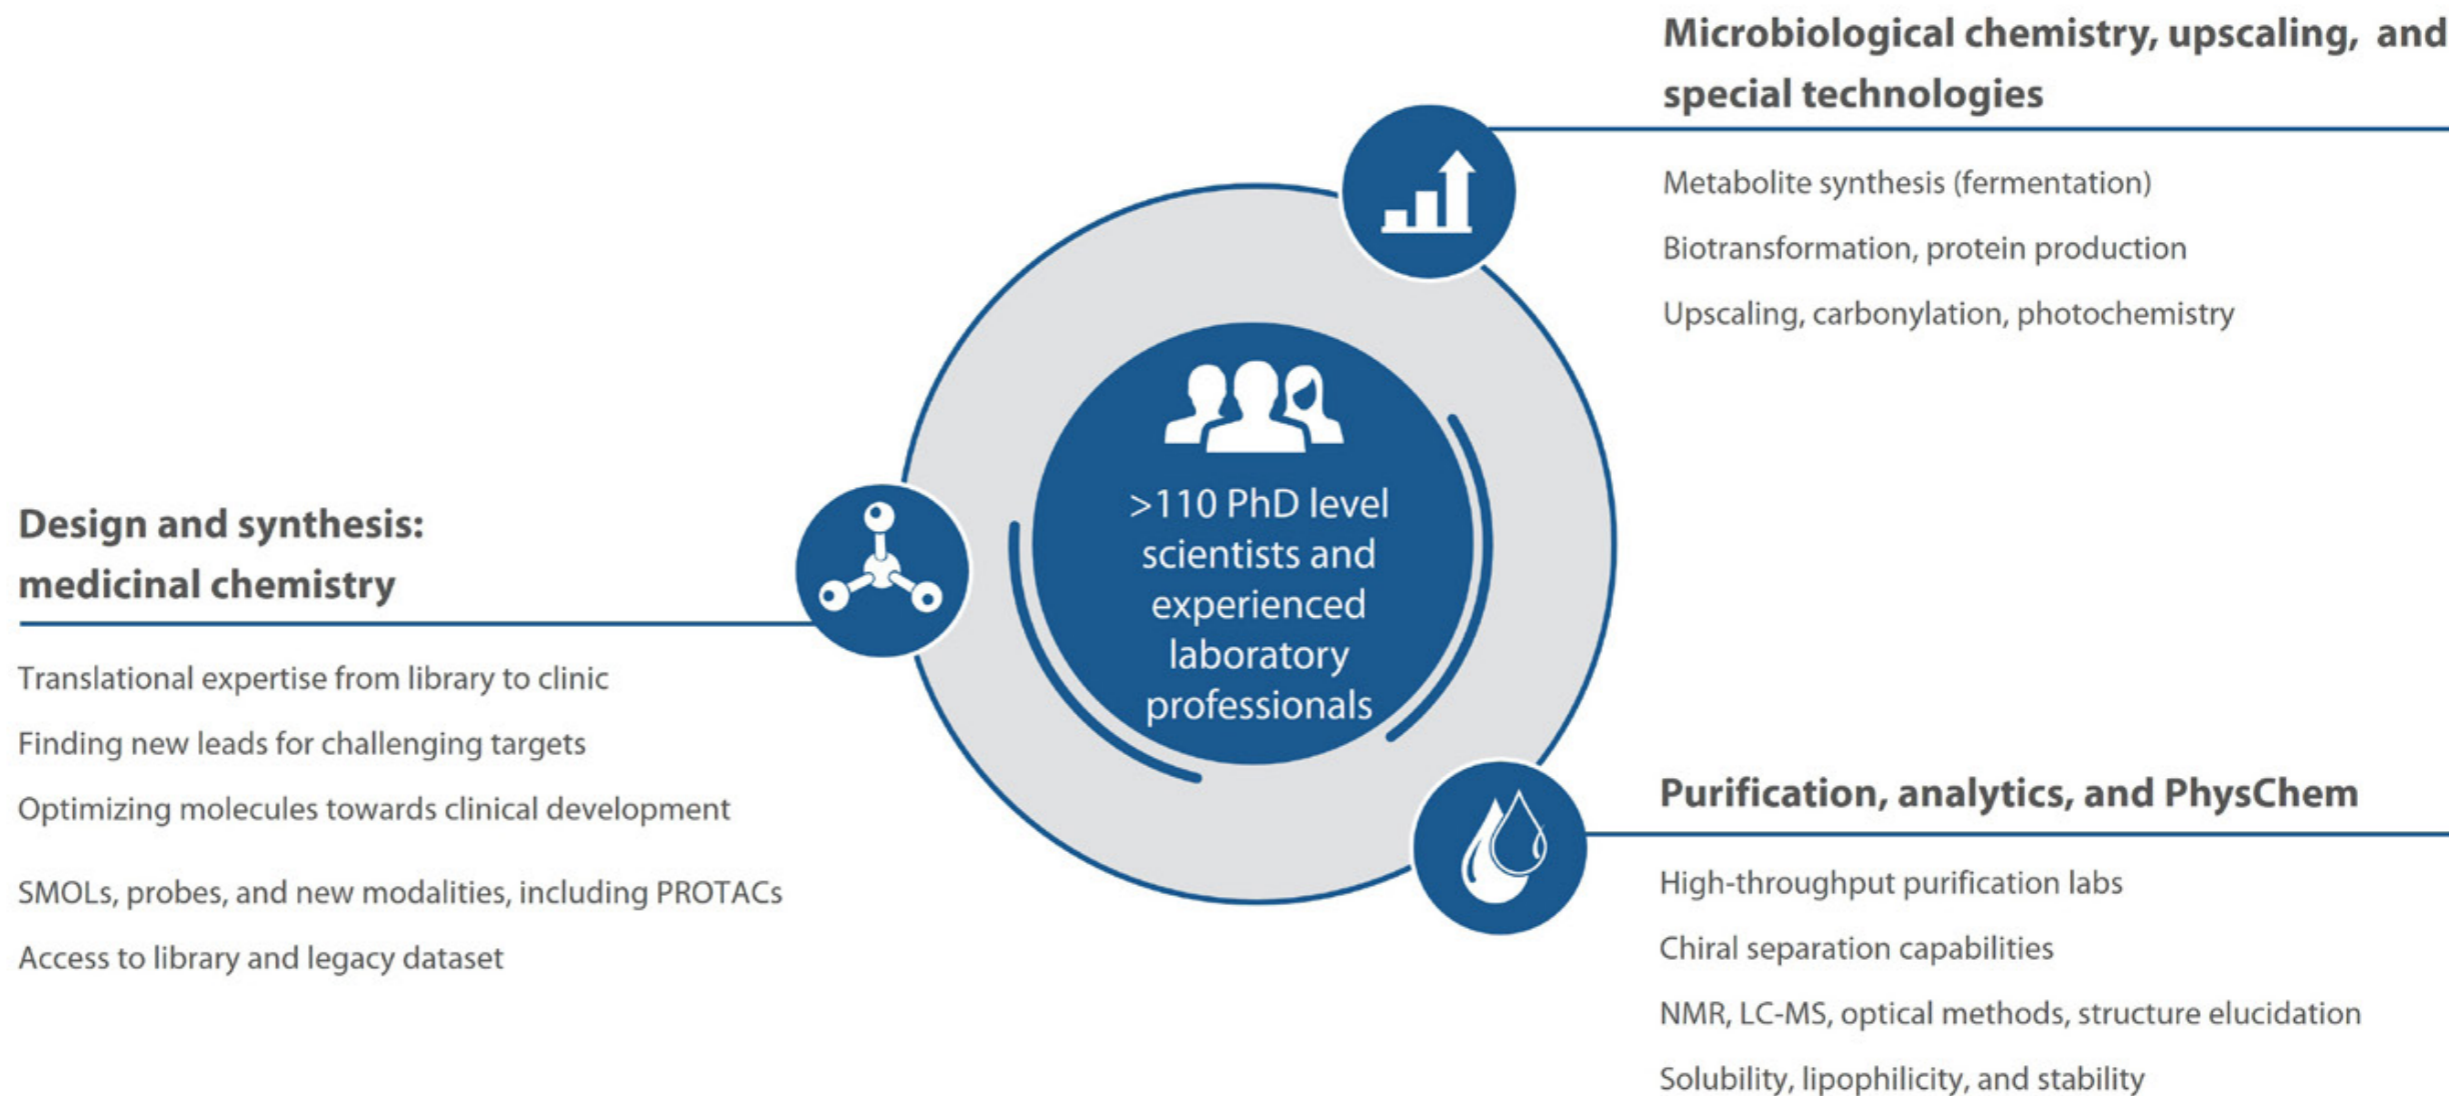 Microbiological chemistry, upscaling, and
special technologies
Metabolite synthesis (fermentation)
Biotransformation, protein production
Upscaling, carbonylation, photochemistry
>110 PhD level
scientists and
experienced
laboratory
professionals
Design and synthesis:
medicinal chemistry
Translational expertise from library to clinic
Finding new leads for challenging targets
Optimizing molecules towards clinical development
SMOLs, probes, and new modalities, including PROTACs
Access to library and legacy dataset
Purification, analytics, and PhysChem
High-throughput purification labs
Chiral separation capabilities
NMR, LC-MS, optical methods, structure elucidation
Solubility, lipophilicity, and stability